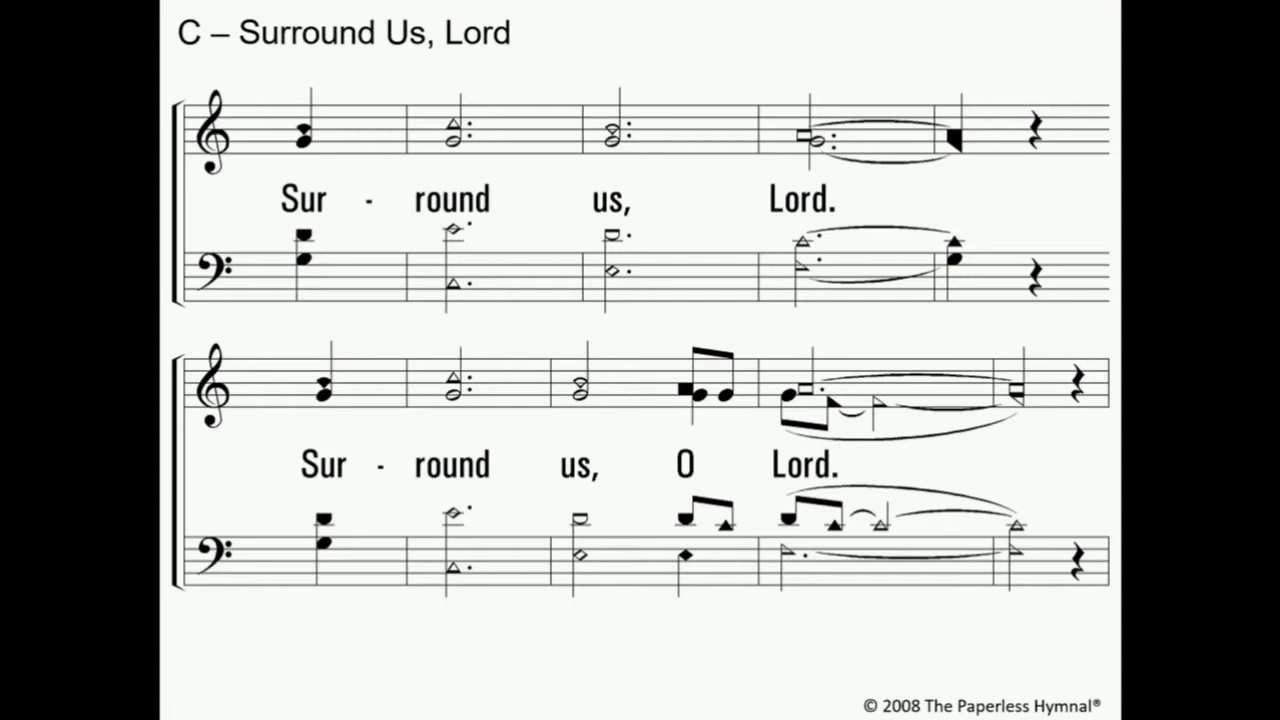 C – Surround Us, Lord
Sur - round us, Lord.
Sur - round us, O Lord.
© 2008 The Paperless Hymnal®